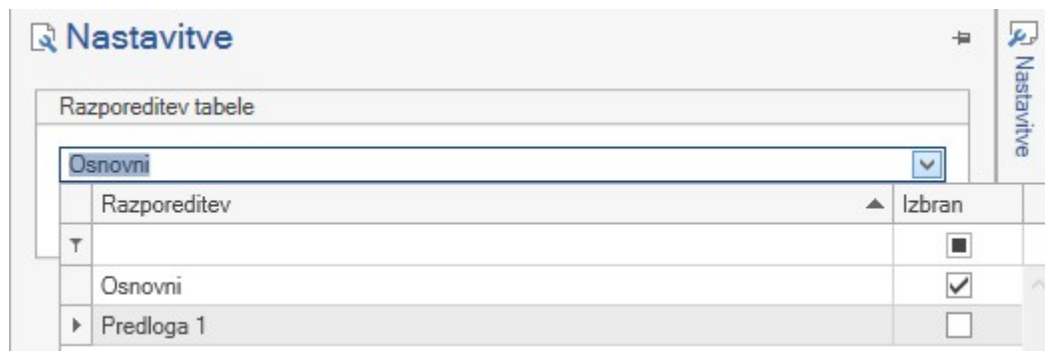 Nastavitve
Nastavitve
Razporeditev tabele
Osnovni
Razporeditev Izbran
Osnovni
Predloga 1